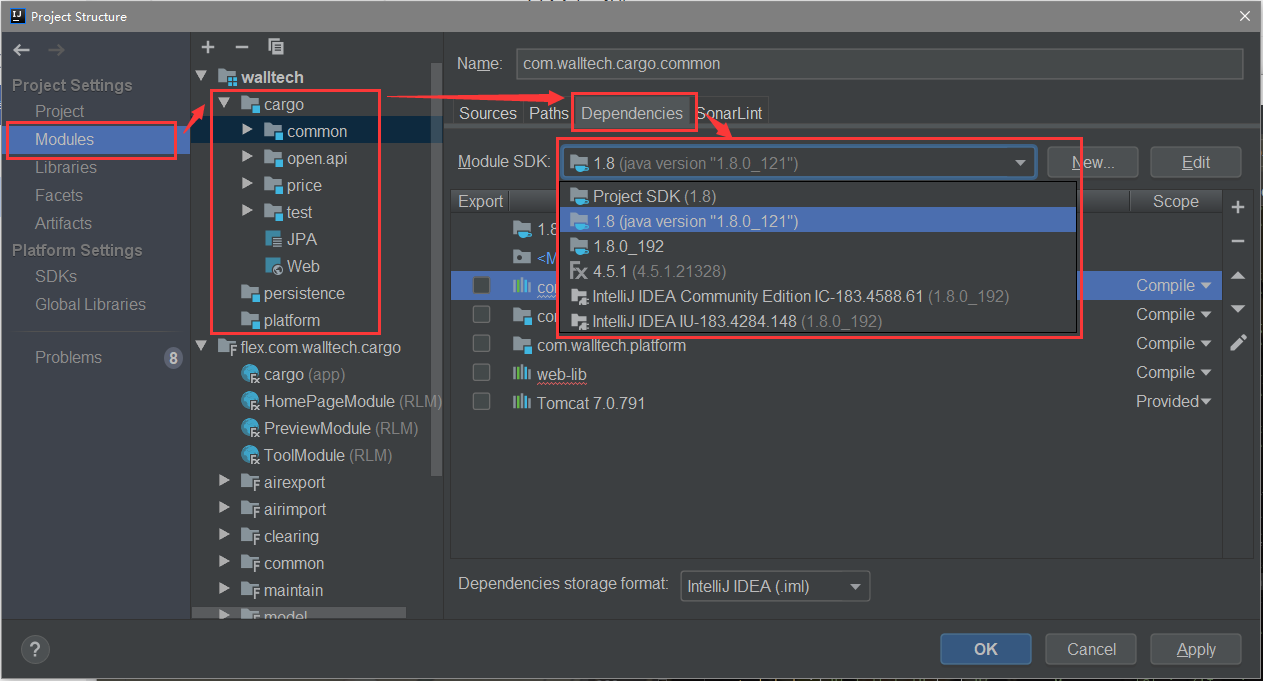 Project Structure
Project Settings
Project
Modules
Libraries
Facets
Artifacts
Platform Settings
SDKs
Global Libraries
Problems
8
walltech
cargo
common
open.api
price
test
JPA
Web
persistence
platform
flex.com.walltech.cargo
cargo (app)
HomePageModule (RLM)
PreviewModule (RLM)
ToolModule (RLM)
airexport
airimport
clearing
common
maintain
model
Name: com.walltech.cargo.common
Sources Paths Dependencies SonarLint
Module SDK: 1.8 (java version "1.8.0_121") New... Edit
Project SDK (1.8)
1.8 (java version "1.8.0_121")
1.8.0_192
4.5.1 (4.5.1.21328)
IntelliJ IDEA Community Edition IC-183.4588.61 (1.8.0_192)
IntelliJ IDEA IU-183.4284.148 (1.8.0_192)
Export Scope
1.8
<M
co Compile
co Compile
com.walltech.platform Compile
web-lib Compile
Tomcat 7.0.791 Provided
Dependencies storage format: IntelliJ IDEA (.iml)
? OK Cancel Apply